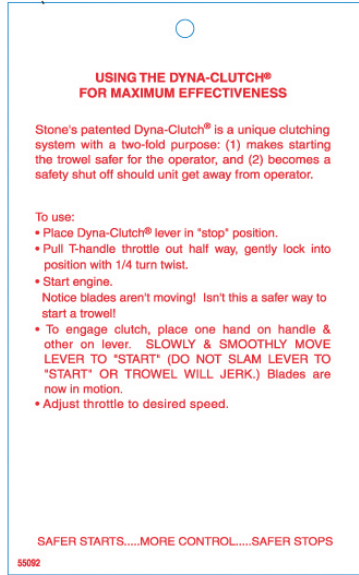 USING THE DYNA-CLUTCH®
FOR MAXIMUM EFFECTIVENESS
Stone's patented Dyna-Clutch® is a unique clutching
system with a two-fold purpose: (1) makes starting
the trowel safer for the operator, and (2) becomes a
safety shut off should unit get away from operator.
To use:
• Place Dyna-Clutch® lever in "stop" position.
• Pull T-handle throttle out half way, gently lock into
position with 1/4 turn twist.
• Start engine.
Notice blades aren't moving! Isn't this a safer way to
start a trowel!
• To engage clutch, place one hand on handle &
other on lever. SLOWLY & SMOOTHLY MOVE
LEVER TO "START" (DO NOT SLAM LEVER TO
"START" OR TROWEL WILL JERK.) Blades are
now in motion.
• Adjust throttle to desired speed.
SAFER STARTS.....MORE CONTROL.....SAFER STOPS
55092